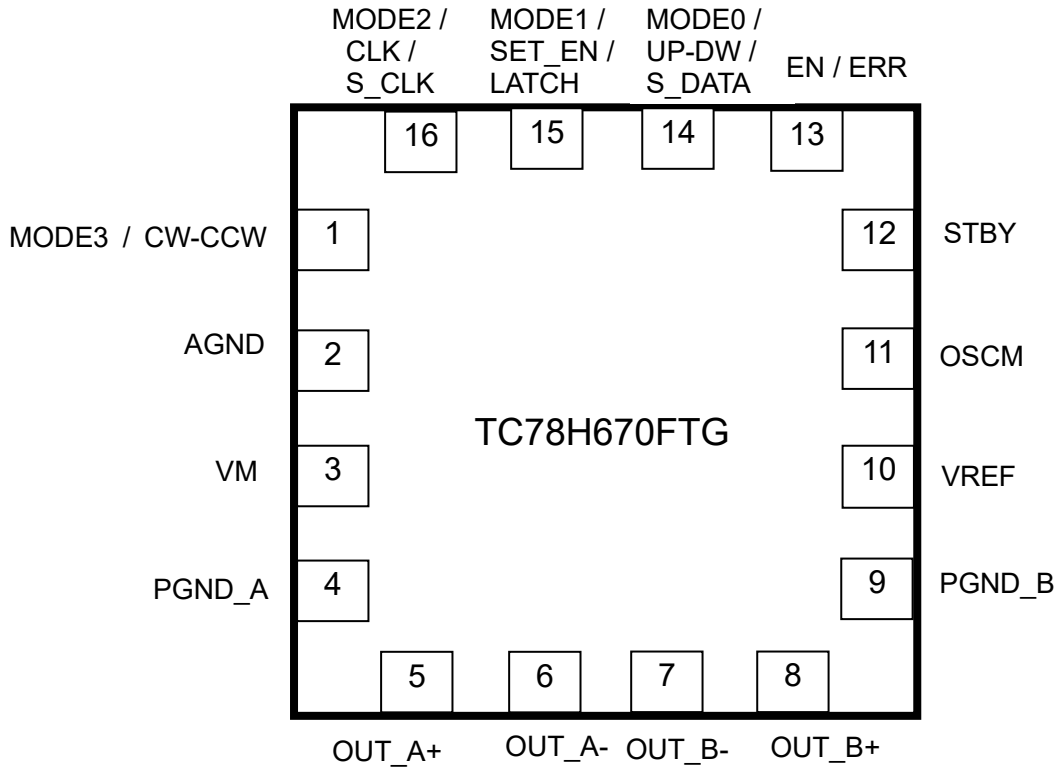 MODE2 /
CLK /
S_CLK
MODE1 /
SET_EN /
LATCH
MODE0 /
UP-DW /
S_DATA
EN / ERR
16
15
14
13
MODE3 / CW-CCW
1
12
STBY
AGND
2
11
OSCM
TC78H670FTG
VM
3
10
VREF
PGND_A
4
9
PGND_B
5
6
7
8
OUT_A+
OUT_A-
OUT_B-
OUT_B+